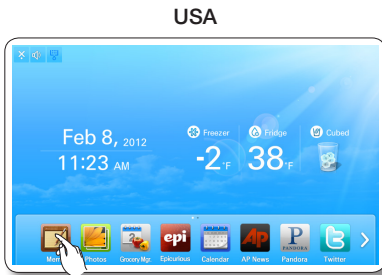 USA
Feb 8, 2012
11:23 AM
Freezer
-2°F
Fridge
38°F
Cubed
epi
AP
P
PANDORA
Photos
Grocery Mgr.
Epicurious
Calendar
AP News
Pandora
Twitter